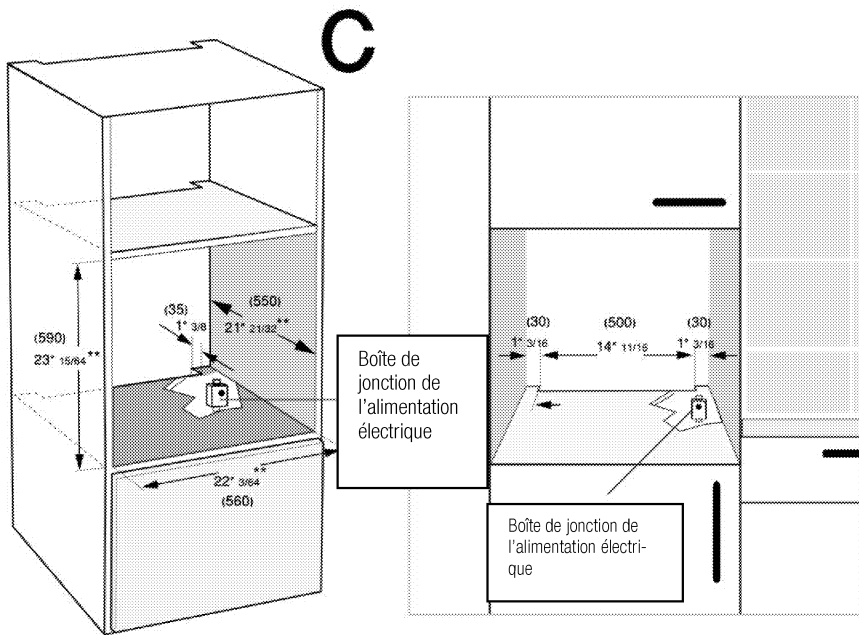 C
(590)
23" 15/64**
(35)
1" 3/8
(550)
21" 21/32**
22" 3/64**
(560)
Boîte de
jonction de
l'alimentation
électrique
(30)
1" 3/16
(500)
14" 11/16
(30)
1" 3/16
Boîte de jonction de
l'alimentation électri-
que